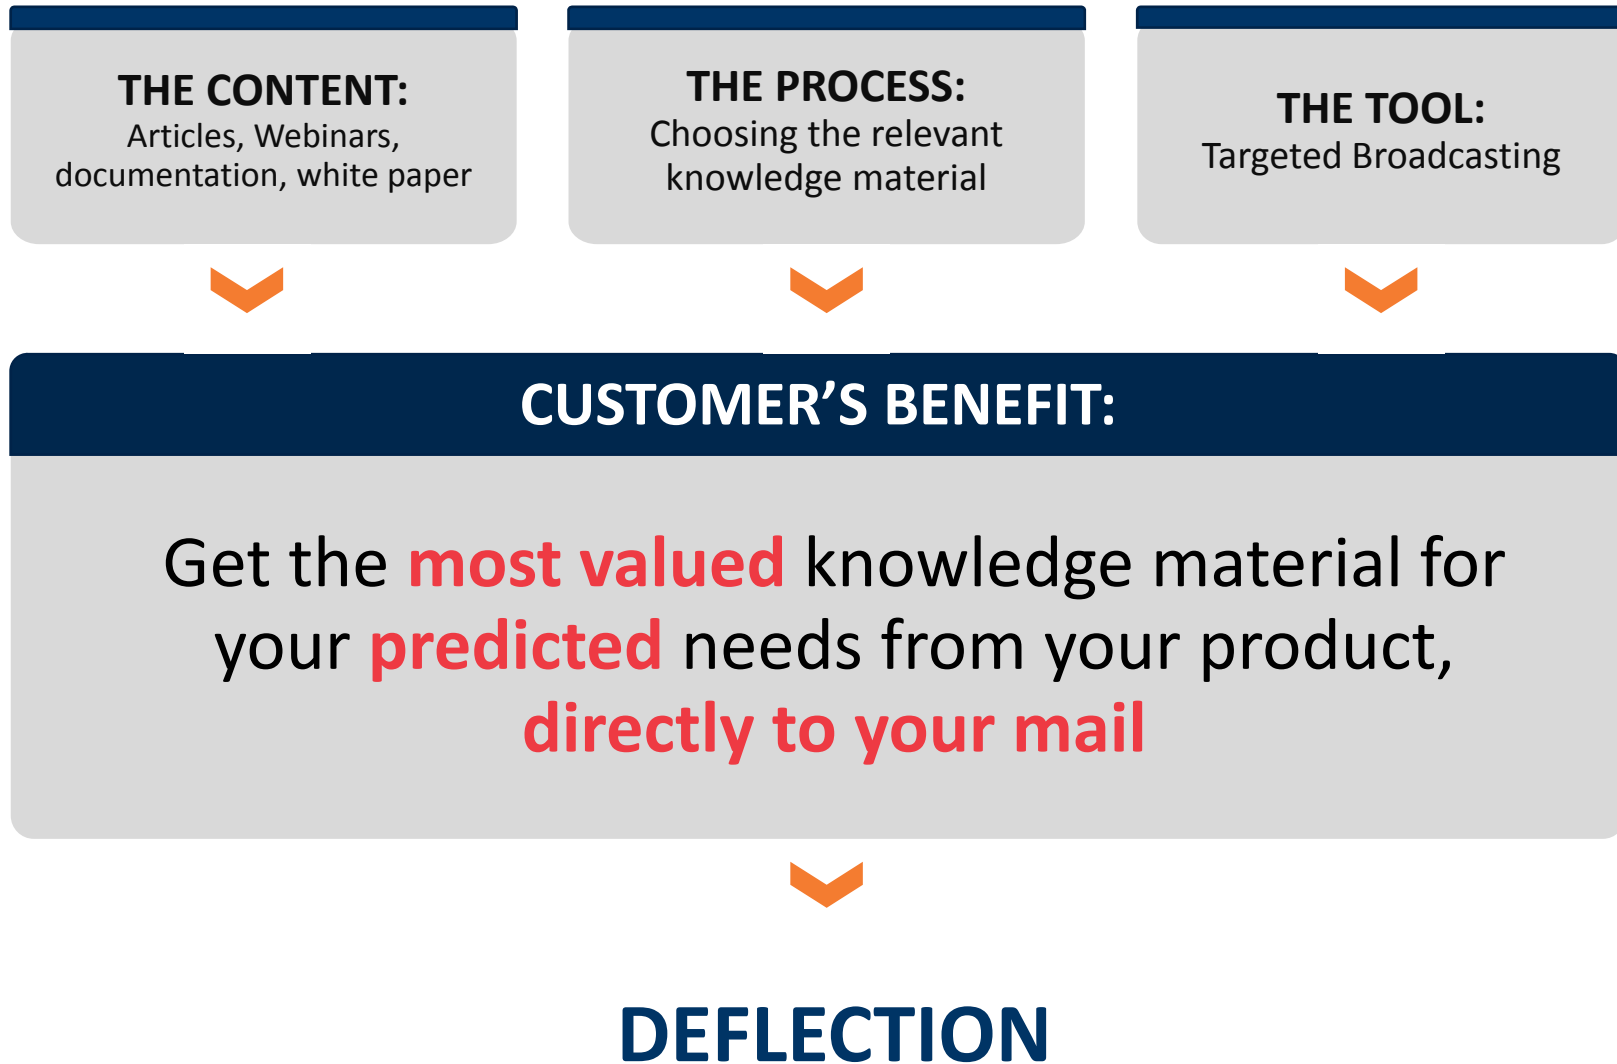 THE CONTENT:
Articles, Webinars,
documentation, white paper
THE PROCESS:
Choosing the relevant
knowledge material
THE TOOL:
Targeted Broadcasting
CUSTOMER’S BENEFIT:
Get the most valued knowledge material for
your predicted needs from your product,
directly to your mail
DEFLECTION